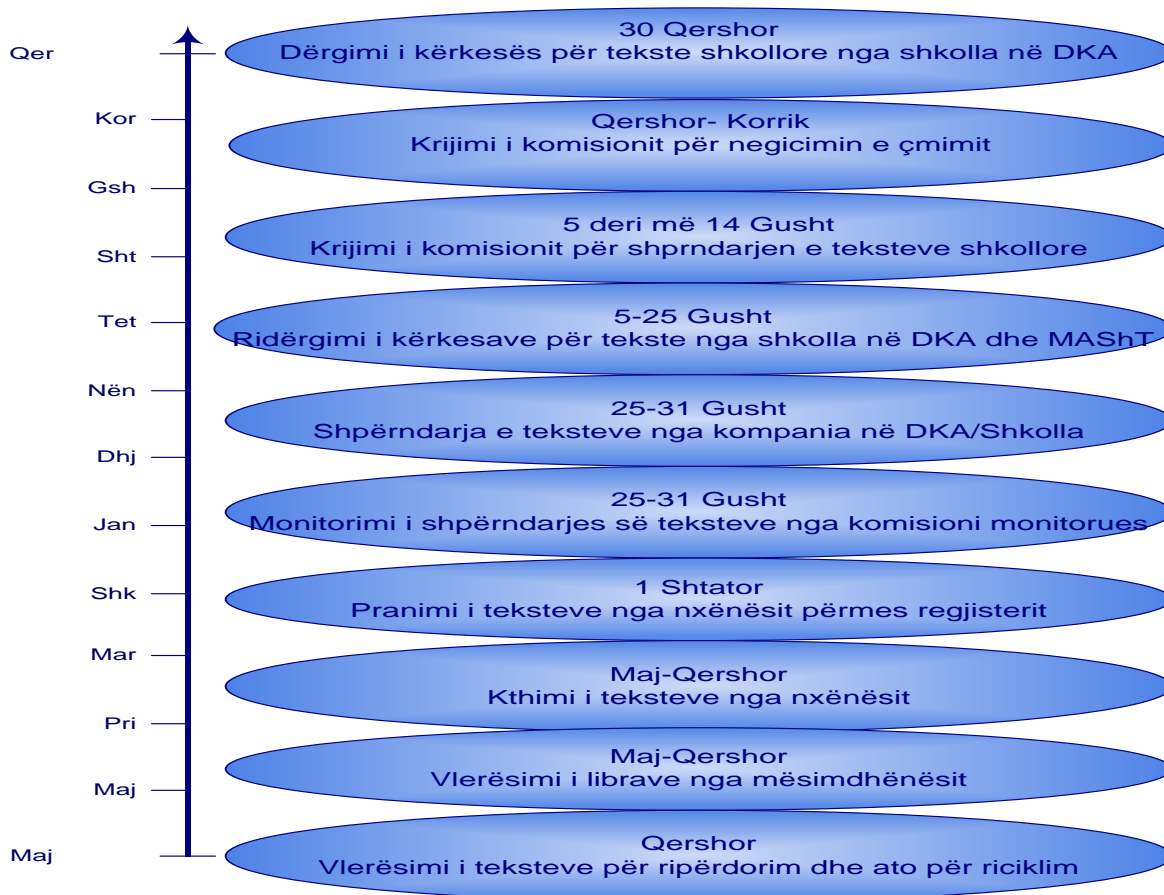 Qer
30 Qershor
Dërgimi i kërkesës për tekste shkollore nga shkolla në DKA
Kor
Qershor- Korrik
Krijimi i komisionit për negicimin e çmimit
Gsh
5 deri më 14 Gusht
Krijimi i komisionit për shprndarjen e teksteve shkollore
Sht
Tet
5-25 Gusht
Ridërgimi i kërkesave për tekste nga shkolla në DKA dhe MAShT
Nën
25-31 Gusht
Shpërndarja e teksteve nga kompania në DKA/Shkolla
Dhj
25-31 Gusht
Monitorimi i shpërndarjes së teksteve nga komisioni monitorues
Jan
Shk
1 Shtator
Pranimi i teksteve nga nxënësit përmes regjisterit
Mar
Maj-Qershor
Kthimi i teksteve nga nxënësit
Pri
Maj-Qershor
Vlerësimi i librave nga mësimdhënësit
Maj
Qershor
Vlerësimi i teksteve për ripërdorim dhe ato për riciklim
Maj